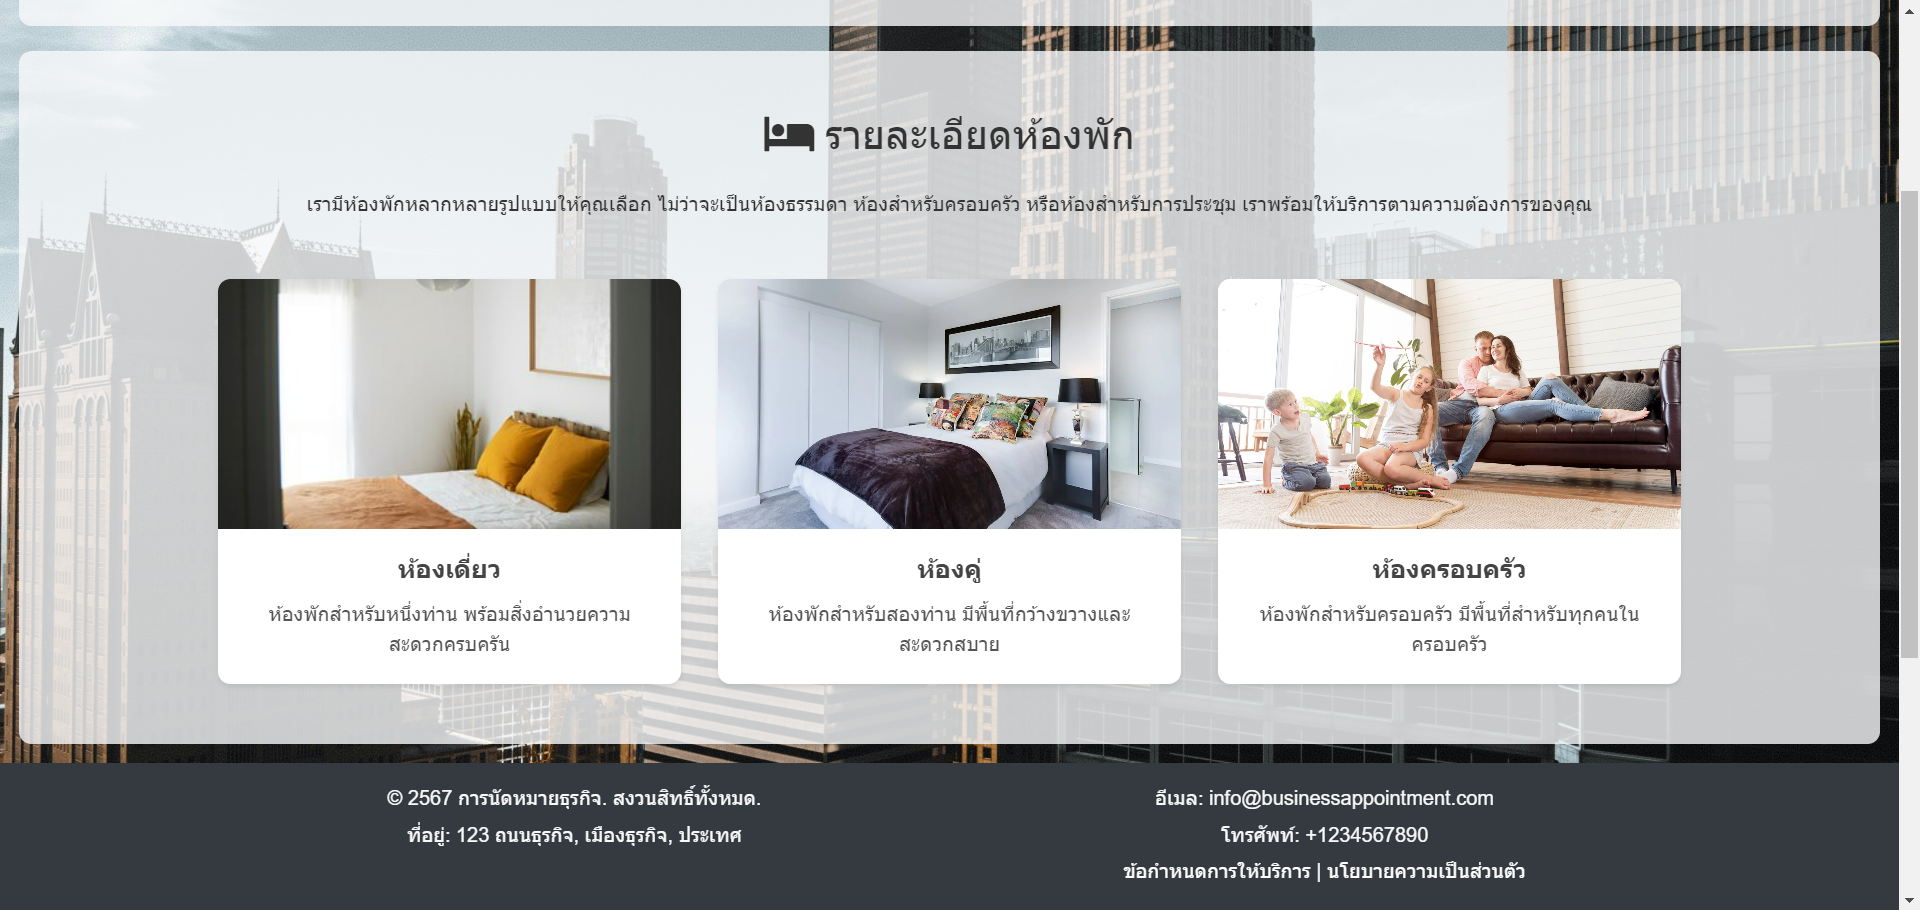 รายละเอียดห้องพัก
เรามีห้องพักหลากหลายรูปแบบให้คุณเลือก ไม่ว่าจะเป็นห้องธรรมดา ห้องสำหรับครอบครัว หรือห้องสำหรับการประชุม เราพร้อมให้บริการตามความต้องการของคุณ
ห้องเดี่ยว
ห้องพักสำหรับหนึ่งท่าน พร้อมสิ่งอำนวยความ
สะดวกครบครัน
ห้องคู่
ห้องพักสำหรับสองท่าน มีพื้นที่กว้างขวางและ
สะดวกสบาย
ห้องครอบครัว
ห้องพักสำหรับครอบครัว มีพื้นที่สำหรับทุกคนใน
ครอบครัว
© 2567 การนัดหมายธุรกิจ. สงวนสิทธิ์ทั้งหมด.
ที่อยู่: 123 ถนนธุรกิจ, เมืองธุรกิจ, ประเทศ
อีเมล: info@businessappointment.com
โทรศัพท์: +1234567890
ข้อกำหนดการให้บริการ | นโยบายความเป็นส่วนตัว